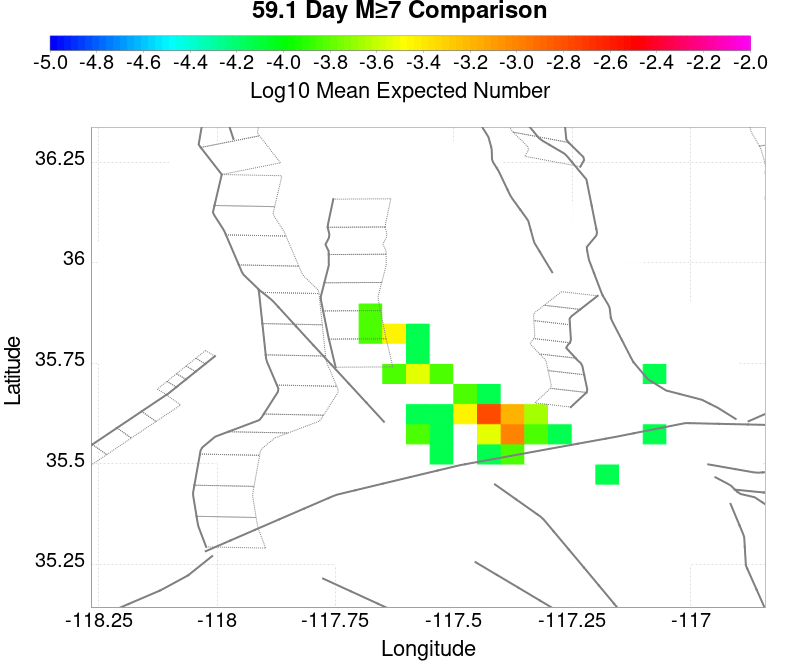 59.1 Day M≥7 Comparison
-5.0 -4.8 -4.6 -4.4 -4.2 -4.0 -3.8 -3.6 -3.4 -3.2 -3.0 -2.8 -2.6 -2.4 -2.2 -2.0
Log10 Mean Expected Number
36.25
36
35.75
35.5
35.25
Latitude
-118.25 -118 -117.75 -117.5 -117.25 -117
Longitude